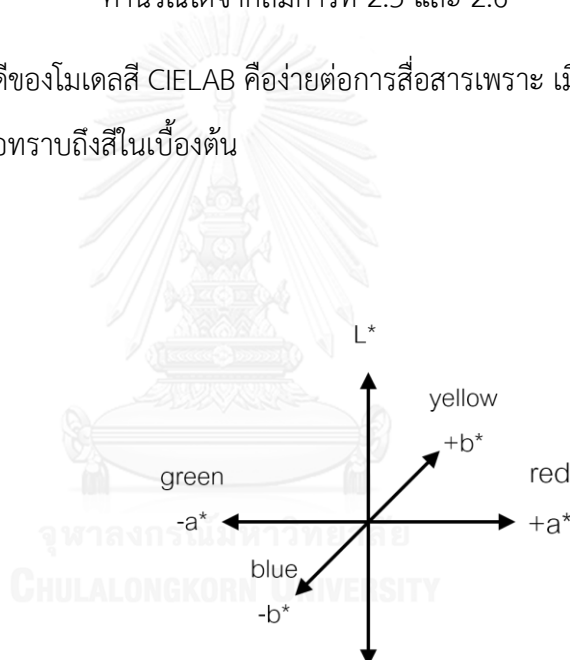 คำนวณได้จากสมการที่ 2.5 และ 2.6
ดีของโมเดลสี CIELAB คือง่ายต่อการสื่อสารเพราะ
ทราบถึงสีในเบื้องต้น
L*
yellow
+b*
green
red
-a*
+a*
จุฬาลงกรณ์มหาวิทยาลัย
blue
CHULALONGKORN UNIVERSITY
-b*